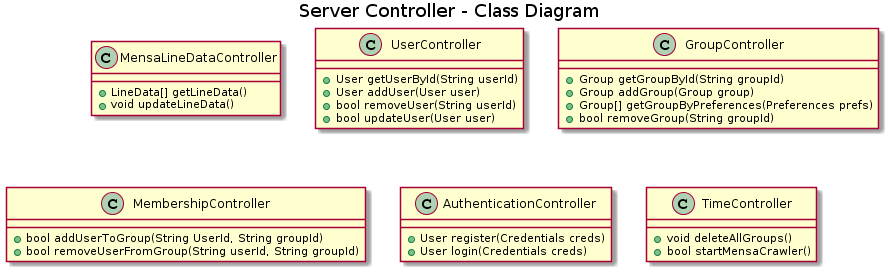 Server Controller - Class Diagram
C MensaLineDataController
LineData[] getLineData()
void updateLineData()
C UserController
User getUserById(String userId)
User addUser(User user)
bool removeUser(String userId)
bool updateUser(User user)
C GroupController
Group getGroupById(String groupId)
Group addGroup(Group group)
Group[] getGroupByPreferences(Preferences prefs)
bool removeGroup(String groupId)
C MembershipController
bool addUserToGroup(String UserId, String groupId)
bool removeUserFromGroup(String userId, String groupId)
C AuthenticationController
User register(Credentials creds)
User login(Credentials creds)
C TimeController
void deleteAllGroups()
bool startMensaCrawler()